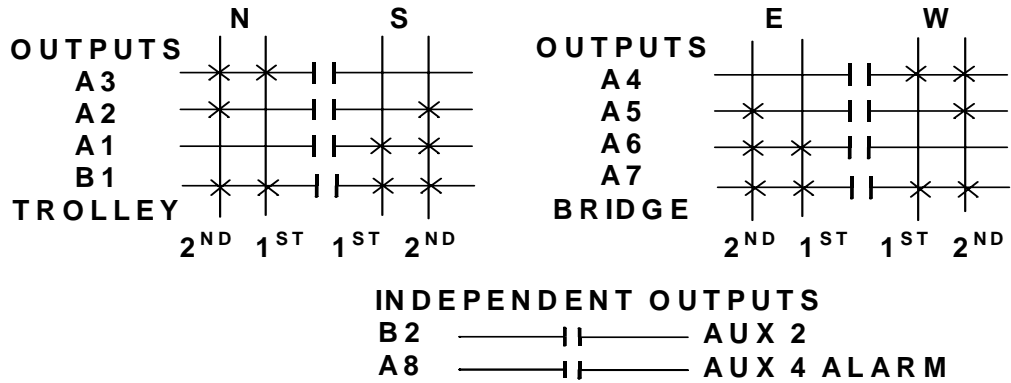 N S
OUTPUTS
A3
A2
A1
B1
TROLLEY
2ND 1ST 1ST 2ND
E W
OUTPUTS
A4
A5
A6
A7
BRIDGE
2ND 1ST 1ST 2ND
INDEPENDENT OUTPUTS
B2 AUX 2
A8 AUX 4 ALARM